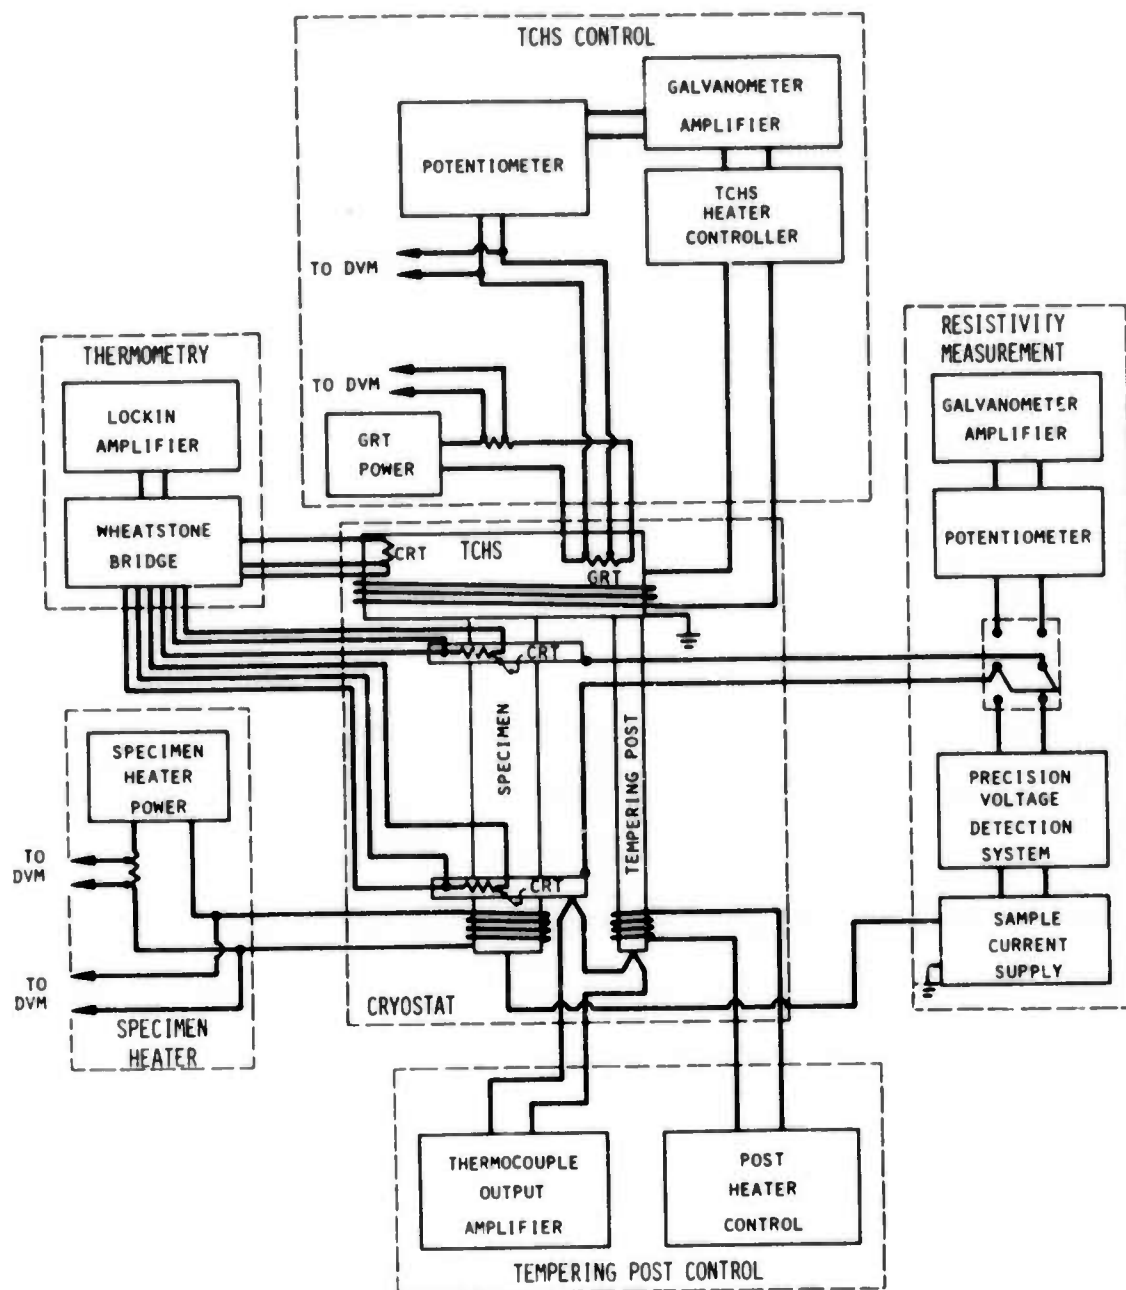 TCHS CONTROL
GALVANOMETER
AMPLIFIER
POTENTIOMETER
TCHS
HEATER
CONTROLLER
TO DVM
TO DVM
GRT
POWER
THERMOMETRY
LOCKIN
AMPLIFIER
WHEATSTONE
BRIDGE
RESISTIVITY
MEASUREMENT
GALVANOMETER
AMPLIFIER
POTENTIOMETER
TCHS
CRT
GRT
CRT
SPECIMEN
TEMPERING POST
CRT
CRYOSTAT
SPECIMEN
HEATER
POWER
TO
DVM
TO
DVM
SPECIMEN
HEATER
PRECISION
VOLTAGE
DETECTION
SYSTEM
SAMPLE
CURRENT
SUPPLY
THERMOCOUPLE
OUTPUT
AMPLIFIER
POST
HEATER
CONTROL
TEMPERING POST CONTROL